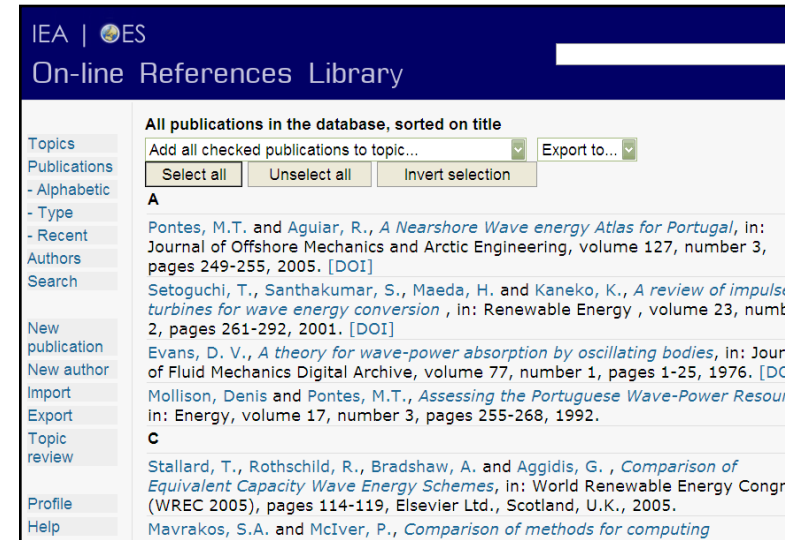 IEA | OES
On-line References Library
Topics
Publications
- Alphabetic
- Type
- Recent
Authors
Search
New
publication
New author
Import
Export
Topic
review
Profile
Help
All publications in the database, sorted on title
Add all checked publications to topic... Export to...
Select all Unselect all Invert selection
A
Pontes, M.T. and Aguiar, R., A Nearshore Wave energy Atlas for Portugal, in:
Journal of Offshore Mechanics and Arctic Engineering, volume 127, number 3,
pages 249-255, 2005. [DOI]
Setoguchi, T., Santhakumar, S., Maeda, H. and Kaneko, K., A review of impulse
turbines for wave energy conversion , in: Renewable Energy , volume 23, numb
2, pages 261-292, 2001. [DOI]
Evans, D. V., A theory for wave-power absorption by oscillating bodies, in: Jour
of Fluid Mechanics Digital Archive, volume 77, number 1, pages 1-25, 1976. [DO
Mollison, Denis and Pontes, M.T., Assessing the Portuguese Wave-Power Resou
in: Energy, volume 17, number 3, pages 255-268, 1992.
C
Stallard, T., Rothschild, R., Bradshaw, A. and Aggidis, G. , Comparison of
Equivalent Capacity Wave Energy Schemes, in: World Renewable Energy Congr
(WREC 2005), pages 114-119, Elsevier Ltd., Scotland, U.K., 2005.
Mavrakos, S.A. and McIver, P., Comparison of methods for computing